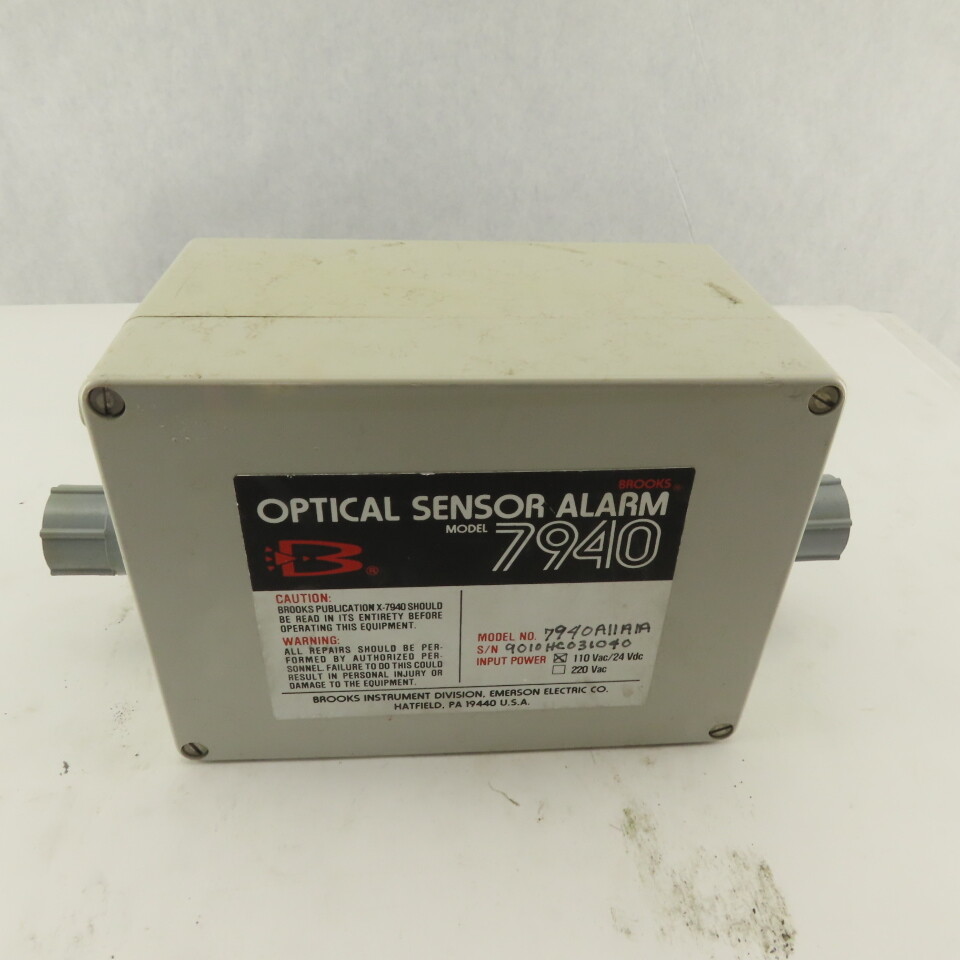 BROOKS®
OPTICAL SENSOR ALARM
MODEL 7940
B®
CAUTION:
BROOKS PUBLICATION X-7940 SHOULD
BE READ IN ITS ENTIRETY BEFORE
OPERATING THIS EQUIPMENT.
WARNING:
ALL REPAIRS SHOULD BE PER-
FORMED BY AUTHORIZED PER-
SONNEL. FAILURE TO DO THIS COULD
RESULT IN PERSONAL INJURY OR
DAMAGE TO THE EQUIPMENT.
MODEL NO. 7940A11A1A
S/N 9010HC031040
INPUT POWER ☒ 110 Vac/24 Vdc
☐ 220 Vac
BROOKS INSTRUMENT DIVISION, EMERSON ELECTRIC CO.
HATFIELD, PA 19440 U.S.A.